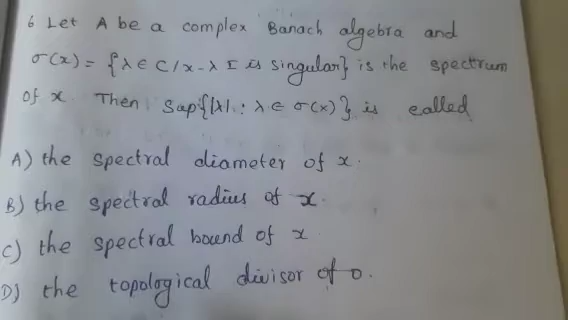 6 Let A be a complex Banach algebra and
σ(x) = {λ ∈ C / x - λ I is singular} is the spectrum
of x. Then Sup{|λ| : λ ∈ σ(x)} is called
A) the spectral diameter of x.
B) the spectral radius of x.
C) the spectral bound of x
D) the topological divisor of 0.